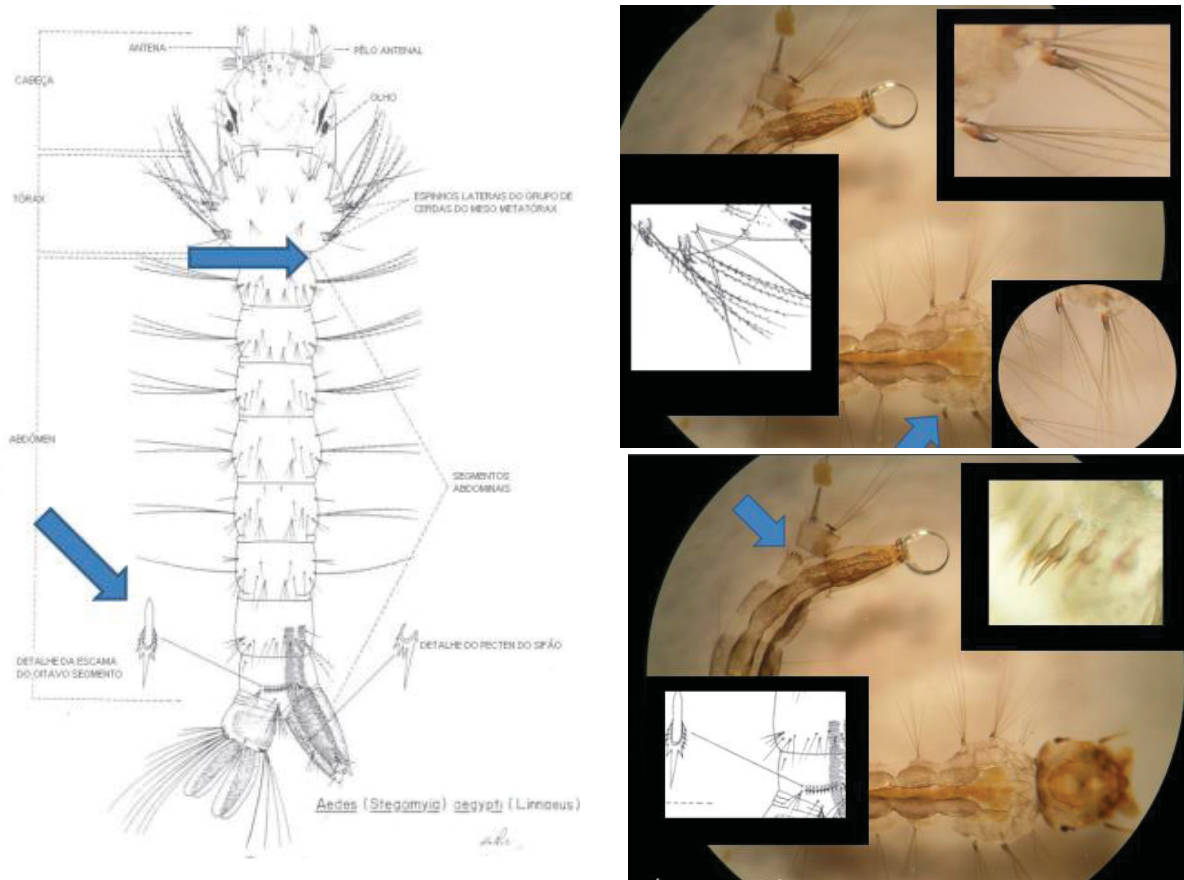 ANTENA
PÊLO ANTENAL
CABEÇA
OLHO
TÓRAX
ESPINHOS LATERAIS DO GRUPO DE
CERDAS DO MESO METATÓRAX
ABDÔMEN
SEGMENTOS
ABDOMINAIS
DETALHE DA ESCAMA
DO OITAVO SEGMENTO
DETALHE DO PECTEN DO SIFÃO
Aedes (Stegomyia) aegypti (Linnaeus)